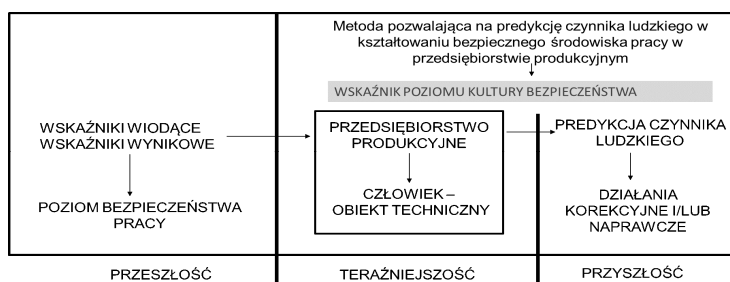 Metoda pozwalająca na predykcję czynnika ludzkiego w
kształtowaniu bezpiecznego środowiska pracy w
przedsiębiorstwie produkcyjnym
WSKAŹNIK POZIOMU KULTURY BEZPIECZEŃSTWA
WSKAŹNIKI WIODĄCE
WSKAŹNIKI WYNIKOWE
POZIOM BEZPIECZEŃSTWA
PRACY
PRZEDSIĘBIORSTWO
PRODUKCYJNE
CZŁOWIEK –
OBIEKT TECHNICZNY
PREDYKCJA CZYNNIKA
LUDZKIEGO
DZIAŁANIA
KOREKCYJNE I/LUB
NAPRAWCZE
PRZESZŁOŚĆ
TERAŹNIEJSZOŚĆ
PRZYSZŁOŚĆ